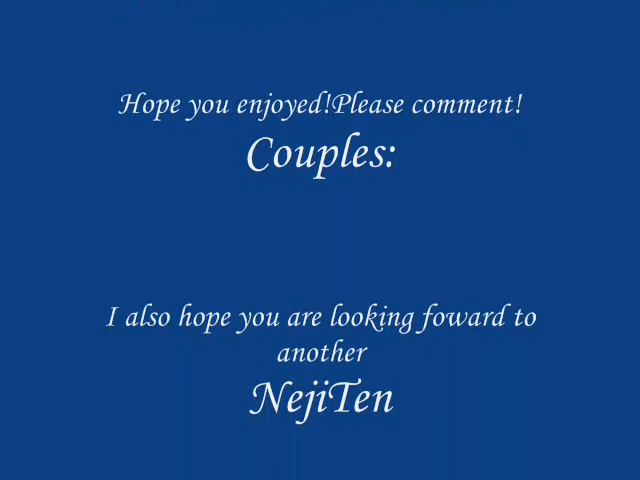 Hope you enjoyed!Please comment!
Couples:
I also hope you are looking foward to
another
NejiTen